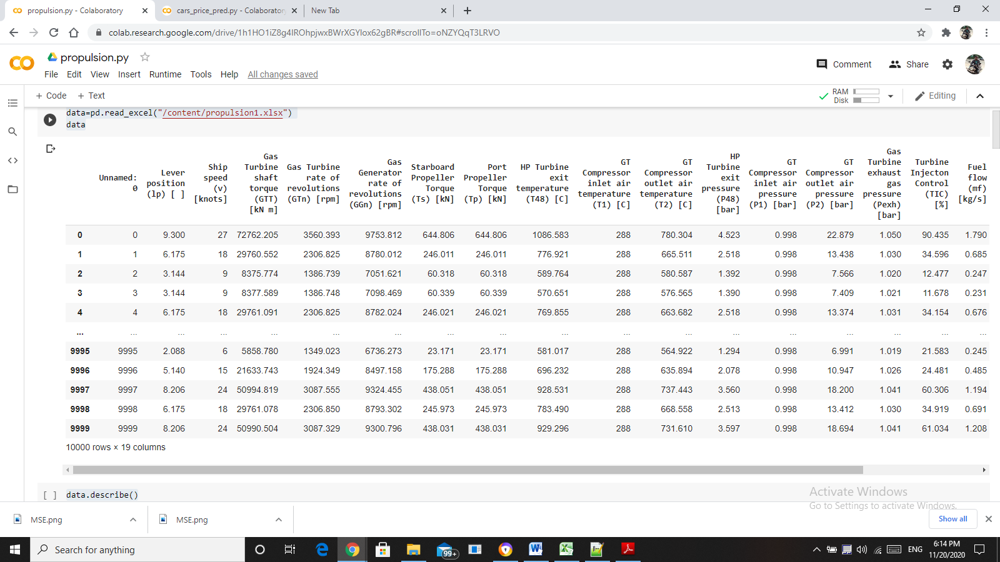 propulsion.py - Colaboratory
cars_price_pred.py - Colaborator
New Tab
colab.research.google.com/drive/1h1HO1iZ8g4IROhpjwxBWrXGYlox62gBR#scrollTo=oNZYQqT3LRVO
propulsion.py
File Edit View Insert Runtime Tools Help All changes saved
Comment Share
+ Code + Text
RAM
Disk
Editing
data=pd.read_excel("/content/propulsion1.xlsx")
data
Unnamed: 0 Lever position (lp) [ ] Ship speed (v) [knots] Gas Turbine shaft torque (GTT) [kN m] Gas Turbine rate of revolutions (GTn) [rpm] Gas Generator rate of revolutions (GGn) [rpm] Starboard Propeller Torque (Ts) [kN] Port Propeller Torque (Tp) [kN] HP Turbine exit temperature (T48) [C] GT Compressor inlet air temperature (T1) [C] GT Compressor outlet air temperature (T2) [C] HP Turbine exit pressure (P48) [bar] GT Compressor inlet air pressure (P1) [bar] GT Compressor outlet air pressure (P2) [bar] Gas Turbine exhaust gas pressure (Pexh) [bar] Turbine Injecton Control (TIC) [%] Fuel flow (mf) [kg/s]
0 0 9.300 27 72762.205 3560.393 9753.812 644.806 644.806 1086.583 288 780.304 4.523 0.998 22.879 1.050 90.435 1.790
1 1 6.175 18 29760.552 2306.825 8780.012 246.011 246.011 776.921 288 665.511 2.518 0.998 13.438 1.030 34.596 0.685
2 2 3.144 9 8375.774 1386.739 7051.621 60.318 60.318 589.764 288 580.587 1.392 0.998 7.566 1.020 12.477 0.247
3 3 3.144 9 8377.589 1386.748 7098.469 60.339 60.339 570.651 288 576.565 1.390 0.998 7.409 1.021 11.678 0.231
4 4 6.175 18 29761.091 2306.825 8782.024 246.021 246.021 769.855 288 663.682 2.518 0.998 13.374 1.031 34.154 0.676
... ... ... ... ... ... ... ... ... ... ... ... ... ... ... ... ... ...
9995 9995 2.088 6 5858.780 1349.023 6736.273 23.171 23.171 581.017 288 564.922 1.294 0.998 6.991 1.019 21.583 0.245
9996 9996 5.140 15 21633.743 1924.349 8497.158 175.288 175.288 696.232 288 635.894 2.078 0.998 10.947 1.026 24.481 0.485
9997 9997 8.206 24 50994.819 3087.555 9324.455 438.051 438.051 928.531 288 737.443 3.560 0.998 18.200 1.041 60.306 1.194
9998 9998 6.175 18 29761.078 2306.850 8793.302 245.973 245.973 783.490 288 668.558 2.513 0.998 13.412 1.030 34.919 0.691
9999 9999 8.206 24 50990.504 3087.329 9300.796 438.031 438.031 929.296 288 731.610 3.597 0.998 18.694 1.041 61.034 1.208
10000 rows × 19 columns
[ ] data.describe()
Activate Windows
Go to Settings to activate Windows.
MSE.png
MSE.png
Show all
Search for anything
99+
ENG
6:14 PM
11/20/2020